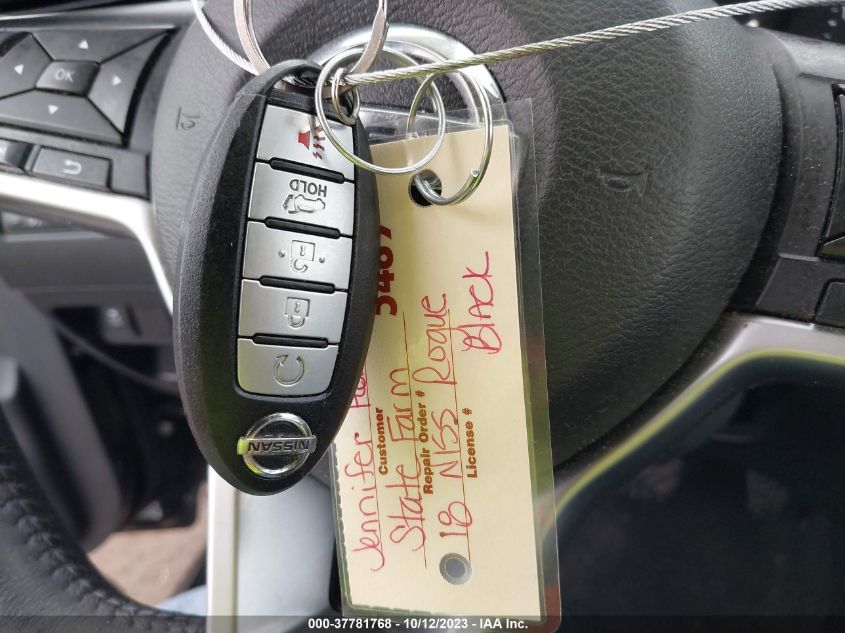 OK
HOLD
NISSAN
5487
Jennifer
Customer
State Farm
Repair Order #
18 NISS Rogue
License #
Black
000-37781768 - 10/12/2023 - IAA Inc.